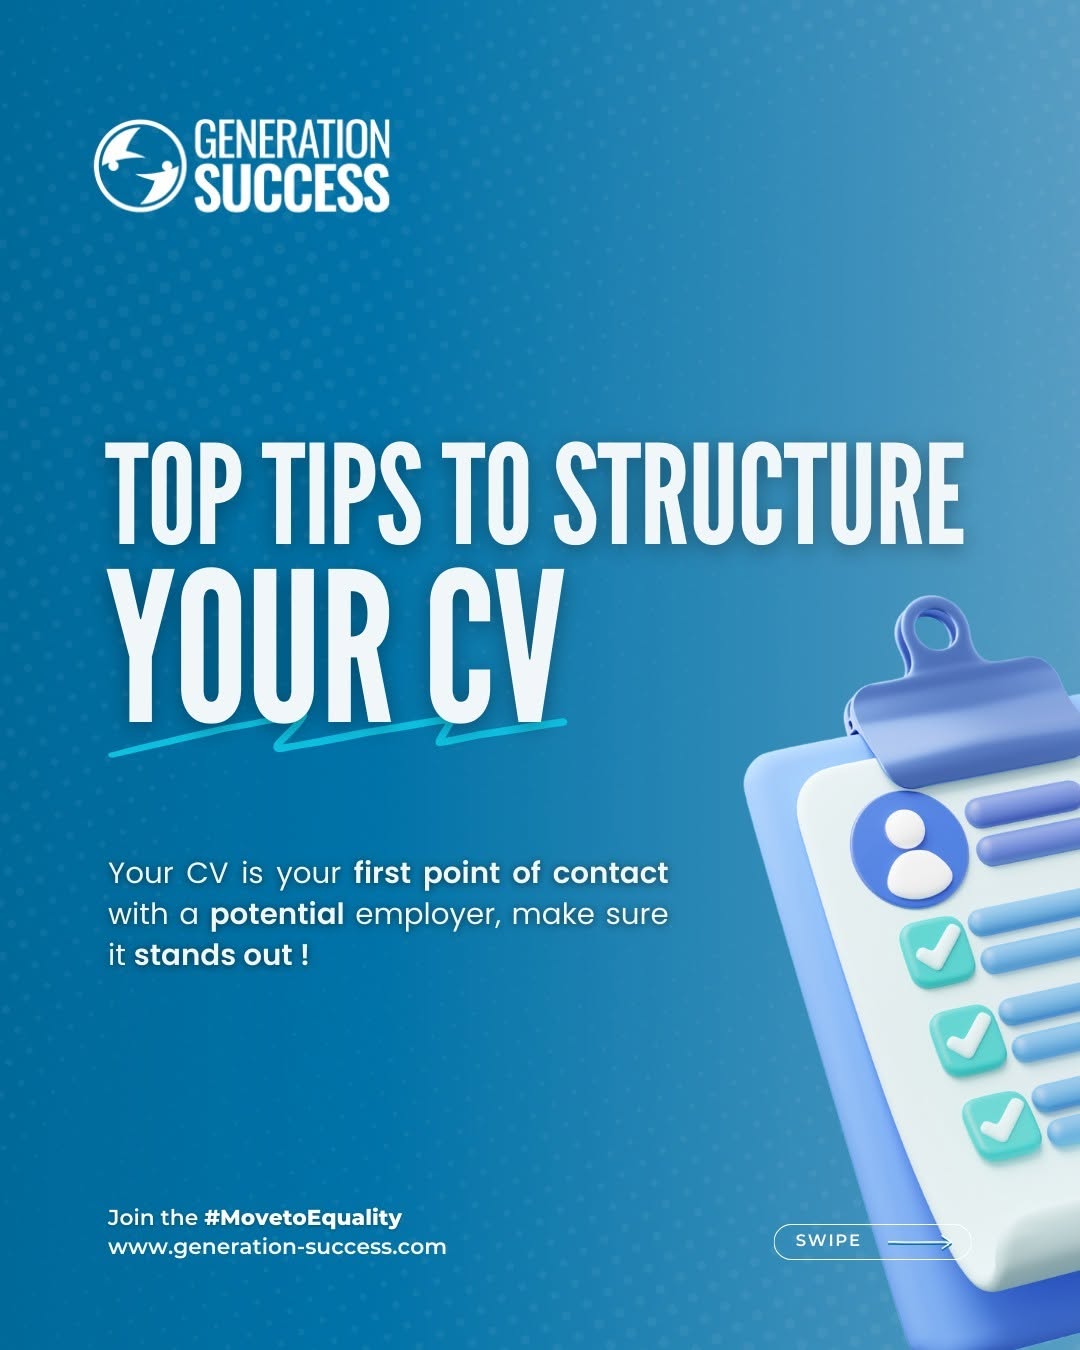 GENERATION
SUCCESS
TOP TIPS TO STRUCTURE
YOUR CV
Your CV is your first point of contact
with a potential employer, make sure
it stands out !
Join the #MovetoEquality
www.generation-success.com
SWIPE